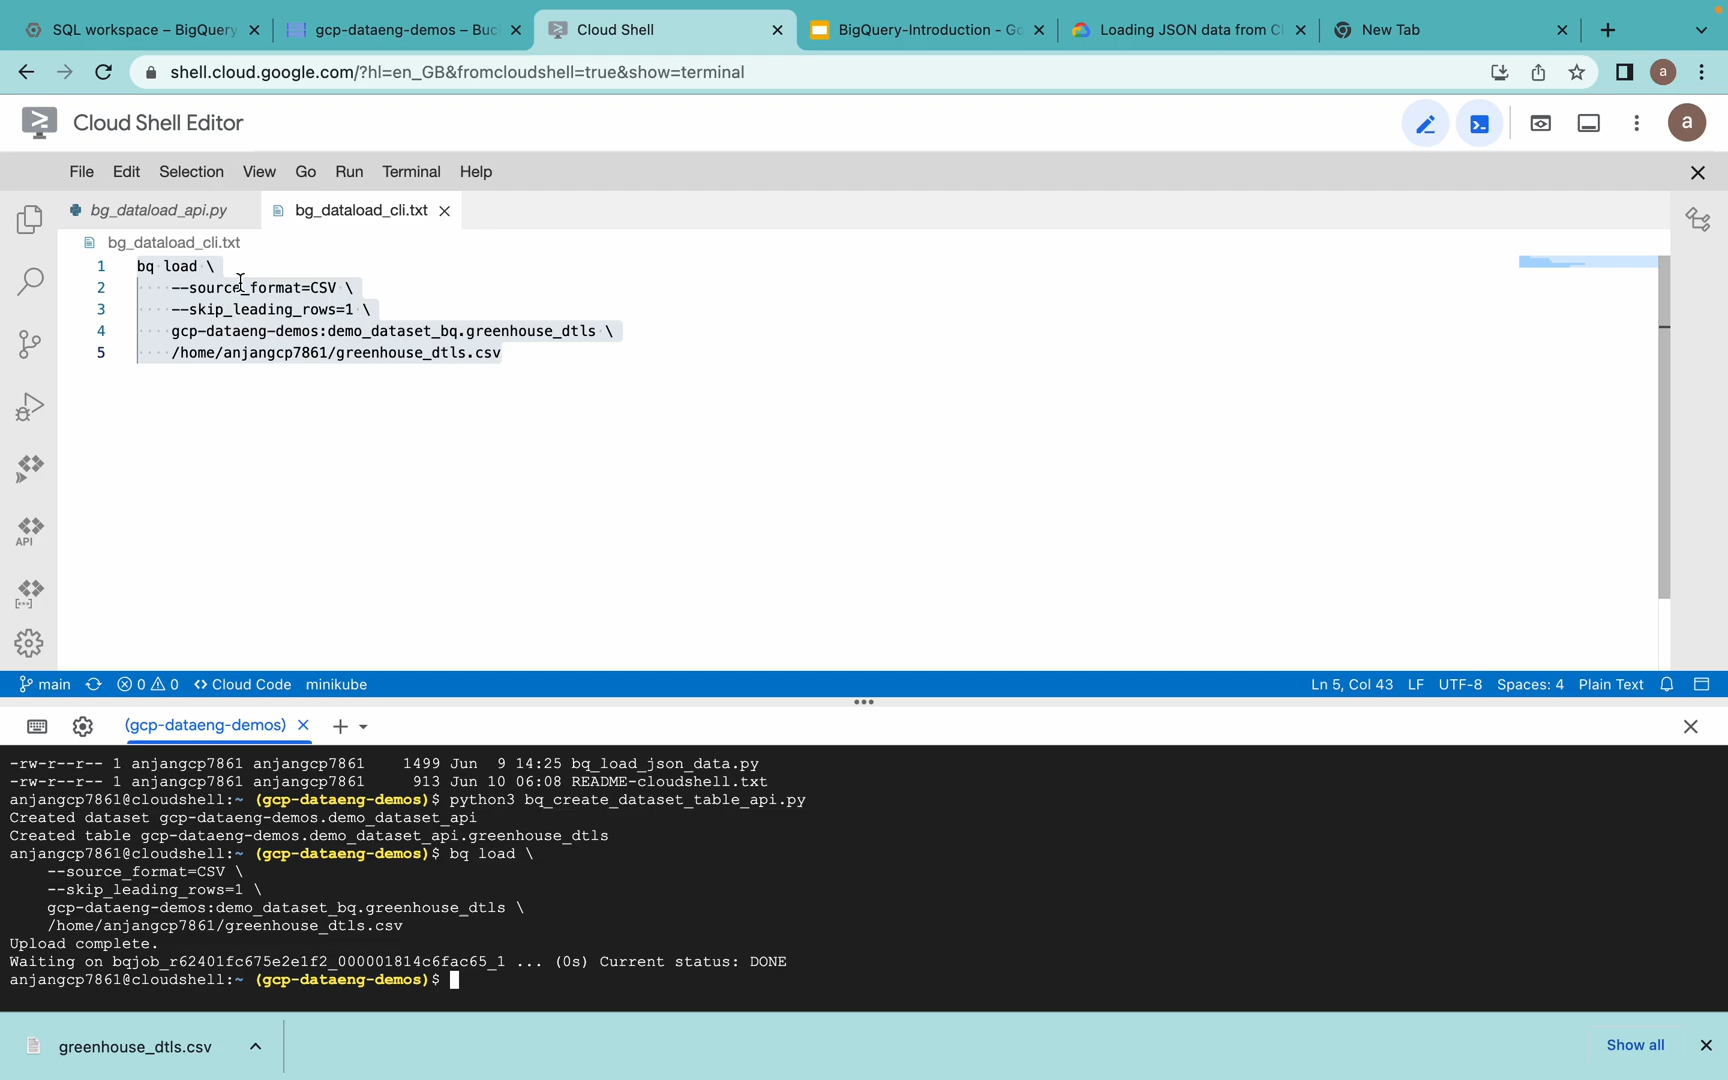 SQL workspace – BigQuery
gcp-dataeng-demos – Buc
Cloud Shell
BigQuery-Introduction - Go
Loading JSON data from Cl
New Tab
shell.cloud.google.com/?hl=en_GB&fromcloudshell=true&show=terminal
a
Cloud Shell Editor
a
File Edit Selection View Go Run Terminal Help
bg_dataload_api.py
bg_dataload_cli.txt
bg_dataload_cli.txt
1 bq load \
2 --source_format=CSV \
3 --skip_leading_rows=1 \
4 gcp-dataeng-demos:demo_dataset_bq.greenhouse_dtls \
5 /home/anjangcp7861/greenhouse_dtls.csv
API
main 0 0 <> Cloud Code minikube Ln 5, Col 43 LF UTF-8 Spaces: 4 Plain Text
(gcp-dataeng-demos)
-rw-r--r-- 1 anjangcp7861 anjangcp7861 1499 Jun 9 14:25 bq_load_json_data.py
-rw-r--r-- 1 anjangcp7861 anjangcp7861 913 Jun 10 06:08 README-cloudshell.txt
anjangcp7861@cloudshell:~ (gcp-dataeng-demos)$ python3 bq_create_dataset_table_api.py
Created dataset gcp-dataeng-demos.demo_dataset_api
Created table gcp-dataeng-demos.demo_dataset_api.greenhouse_dtls
anjangcp7861@cloudshell:~ (gcp-dataeng-demos)$ bq load \
--source_format=CSV \
--skip_leading_rows=1 \
gcp-dataeng-demos:demo_dataset_bq.greenhouse_dtls \
/home/anjangcp7861/greenhouse_dtls.csv
Upload complete.
Waiting on bqjob_r62401fc675e2e1f2_000001814c6fac65_1 ... (0s) Current status: DONE
anjangcp7861@cloudshell:~ (gcp-dataeng-demos)$
greenhouse_dtls.csv
Show all